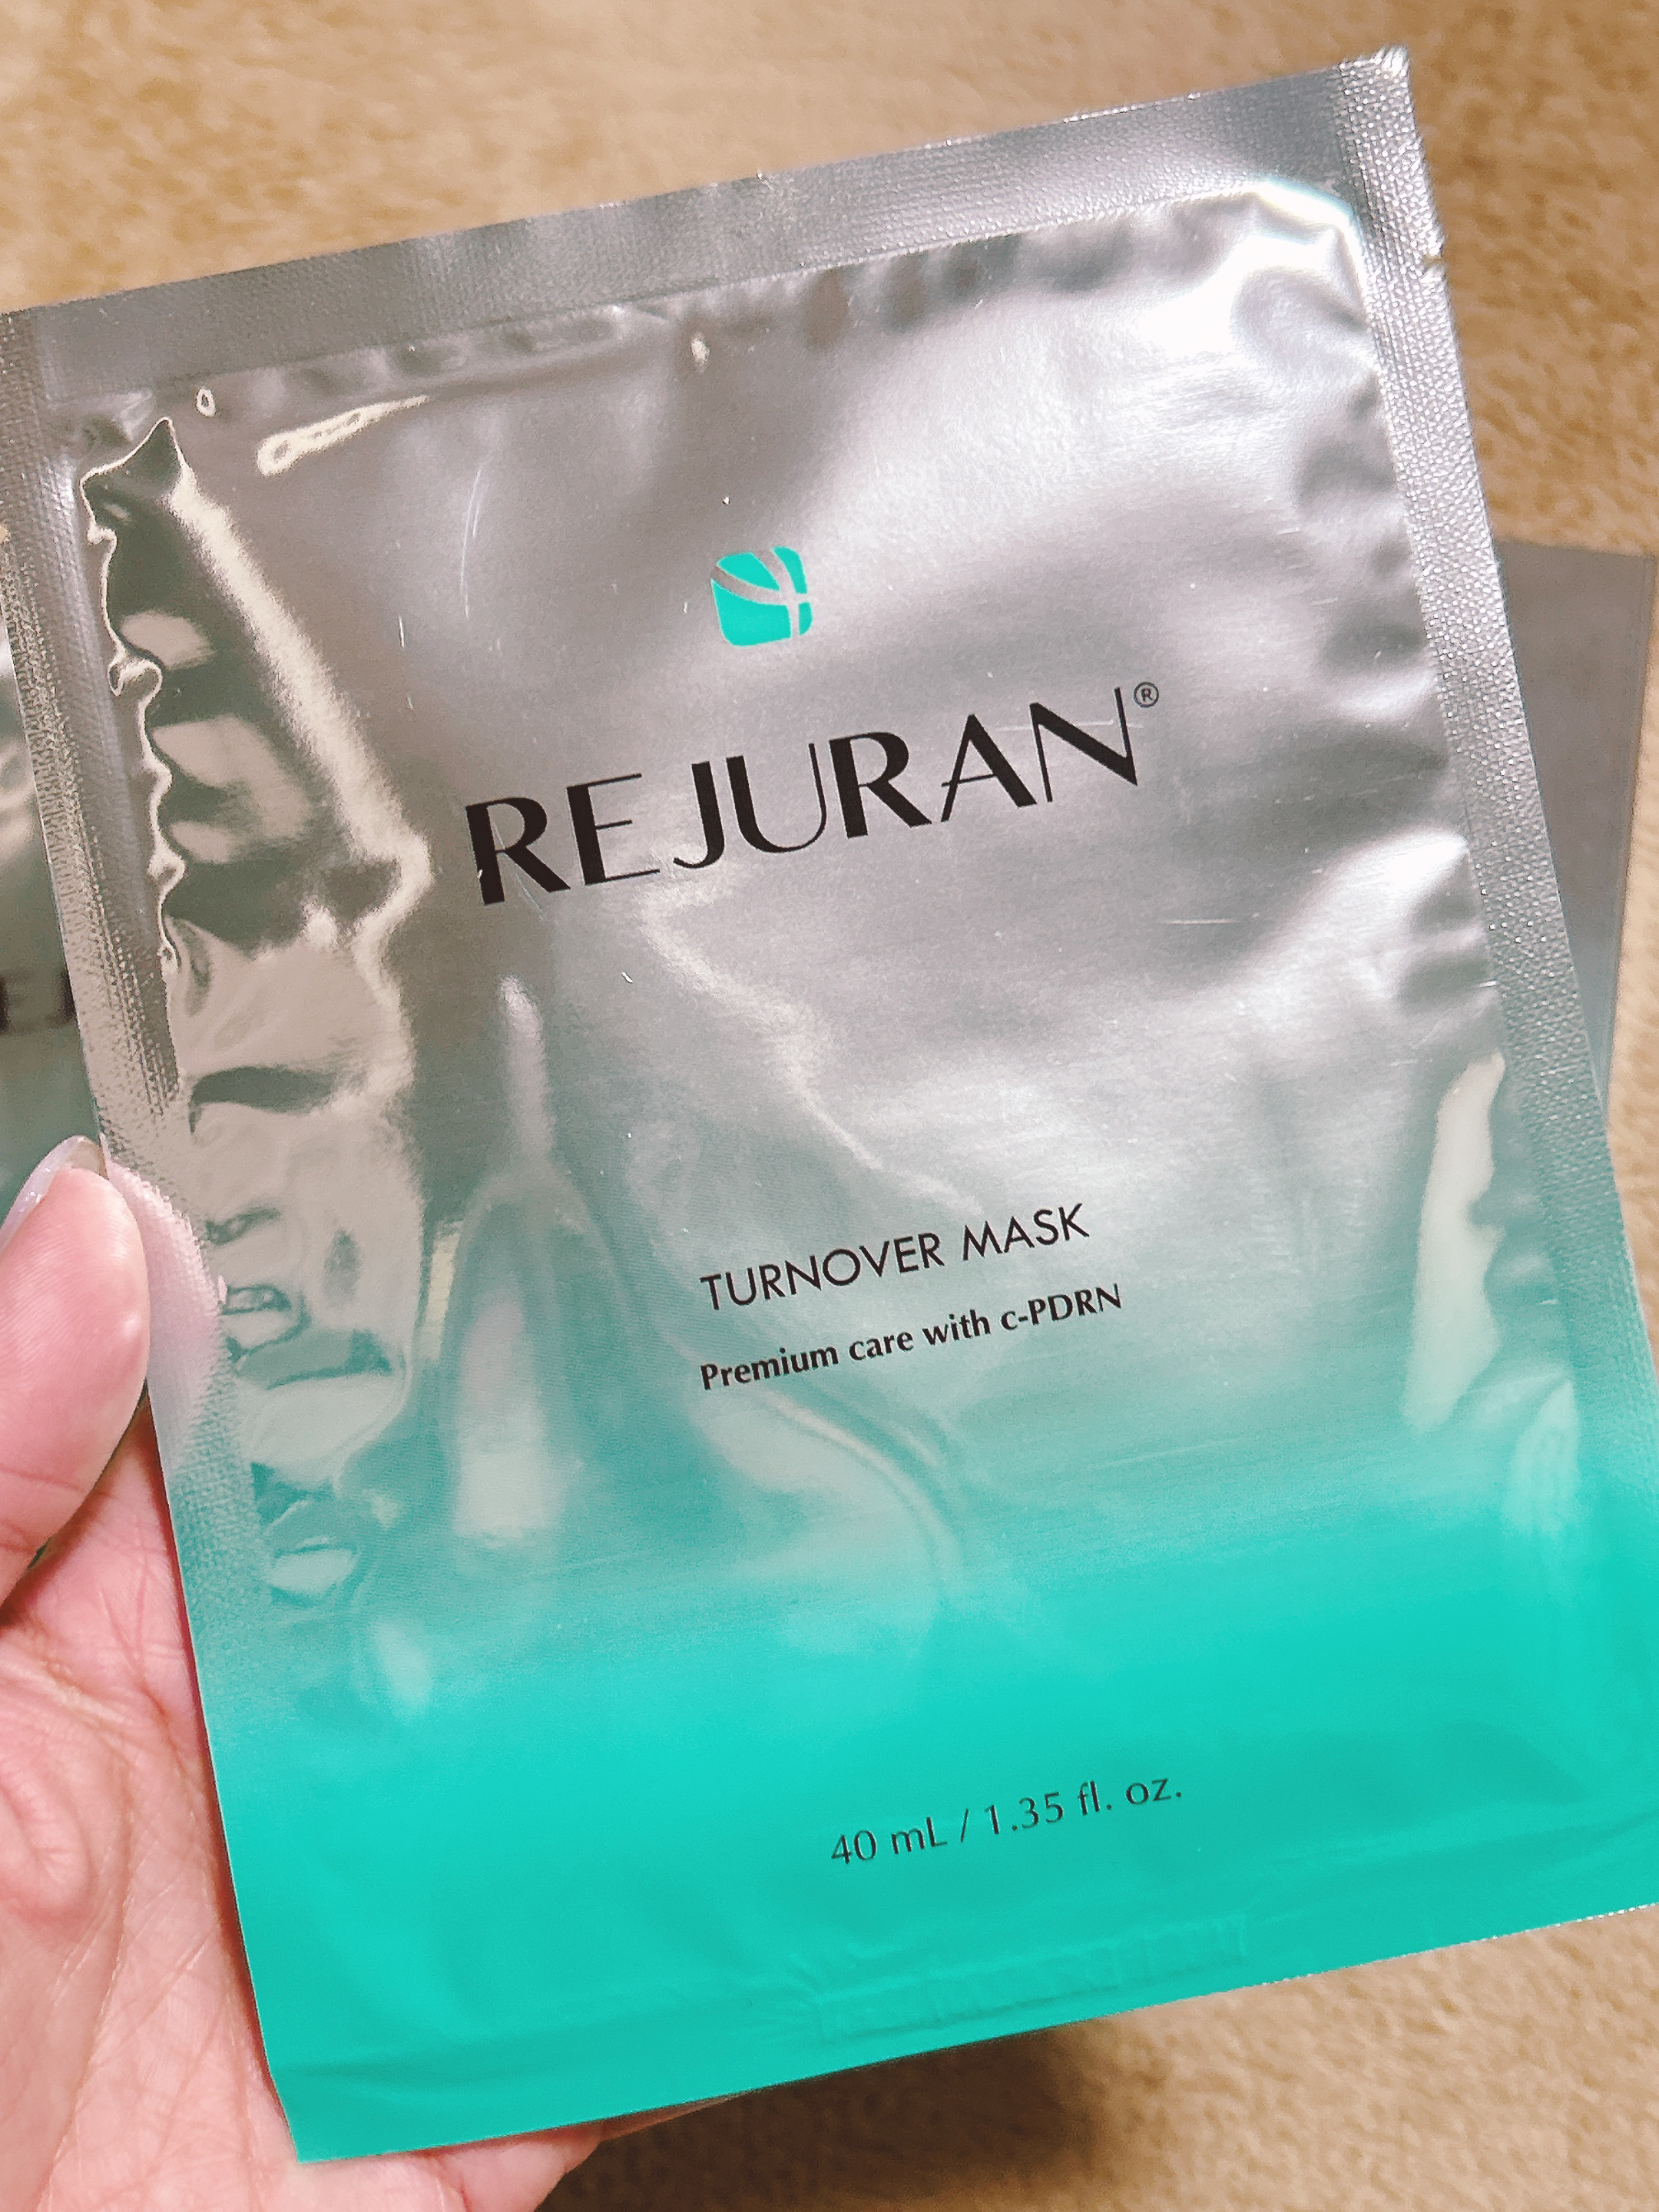 REJURAN®
TURNOVER MASK
Premium care with c-PDRN
40 mL / 1.35 fl. oz.